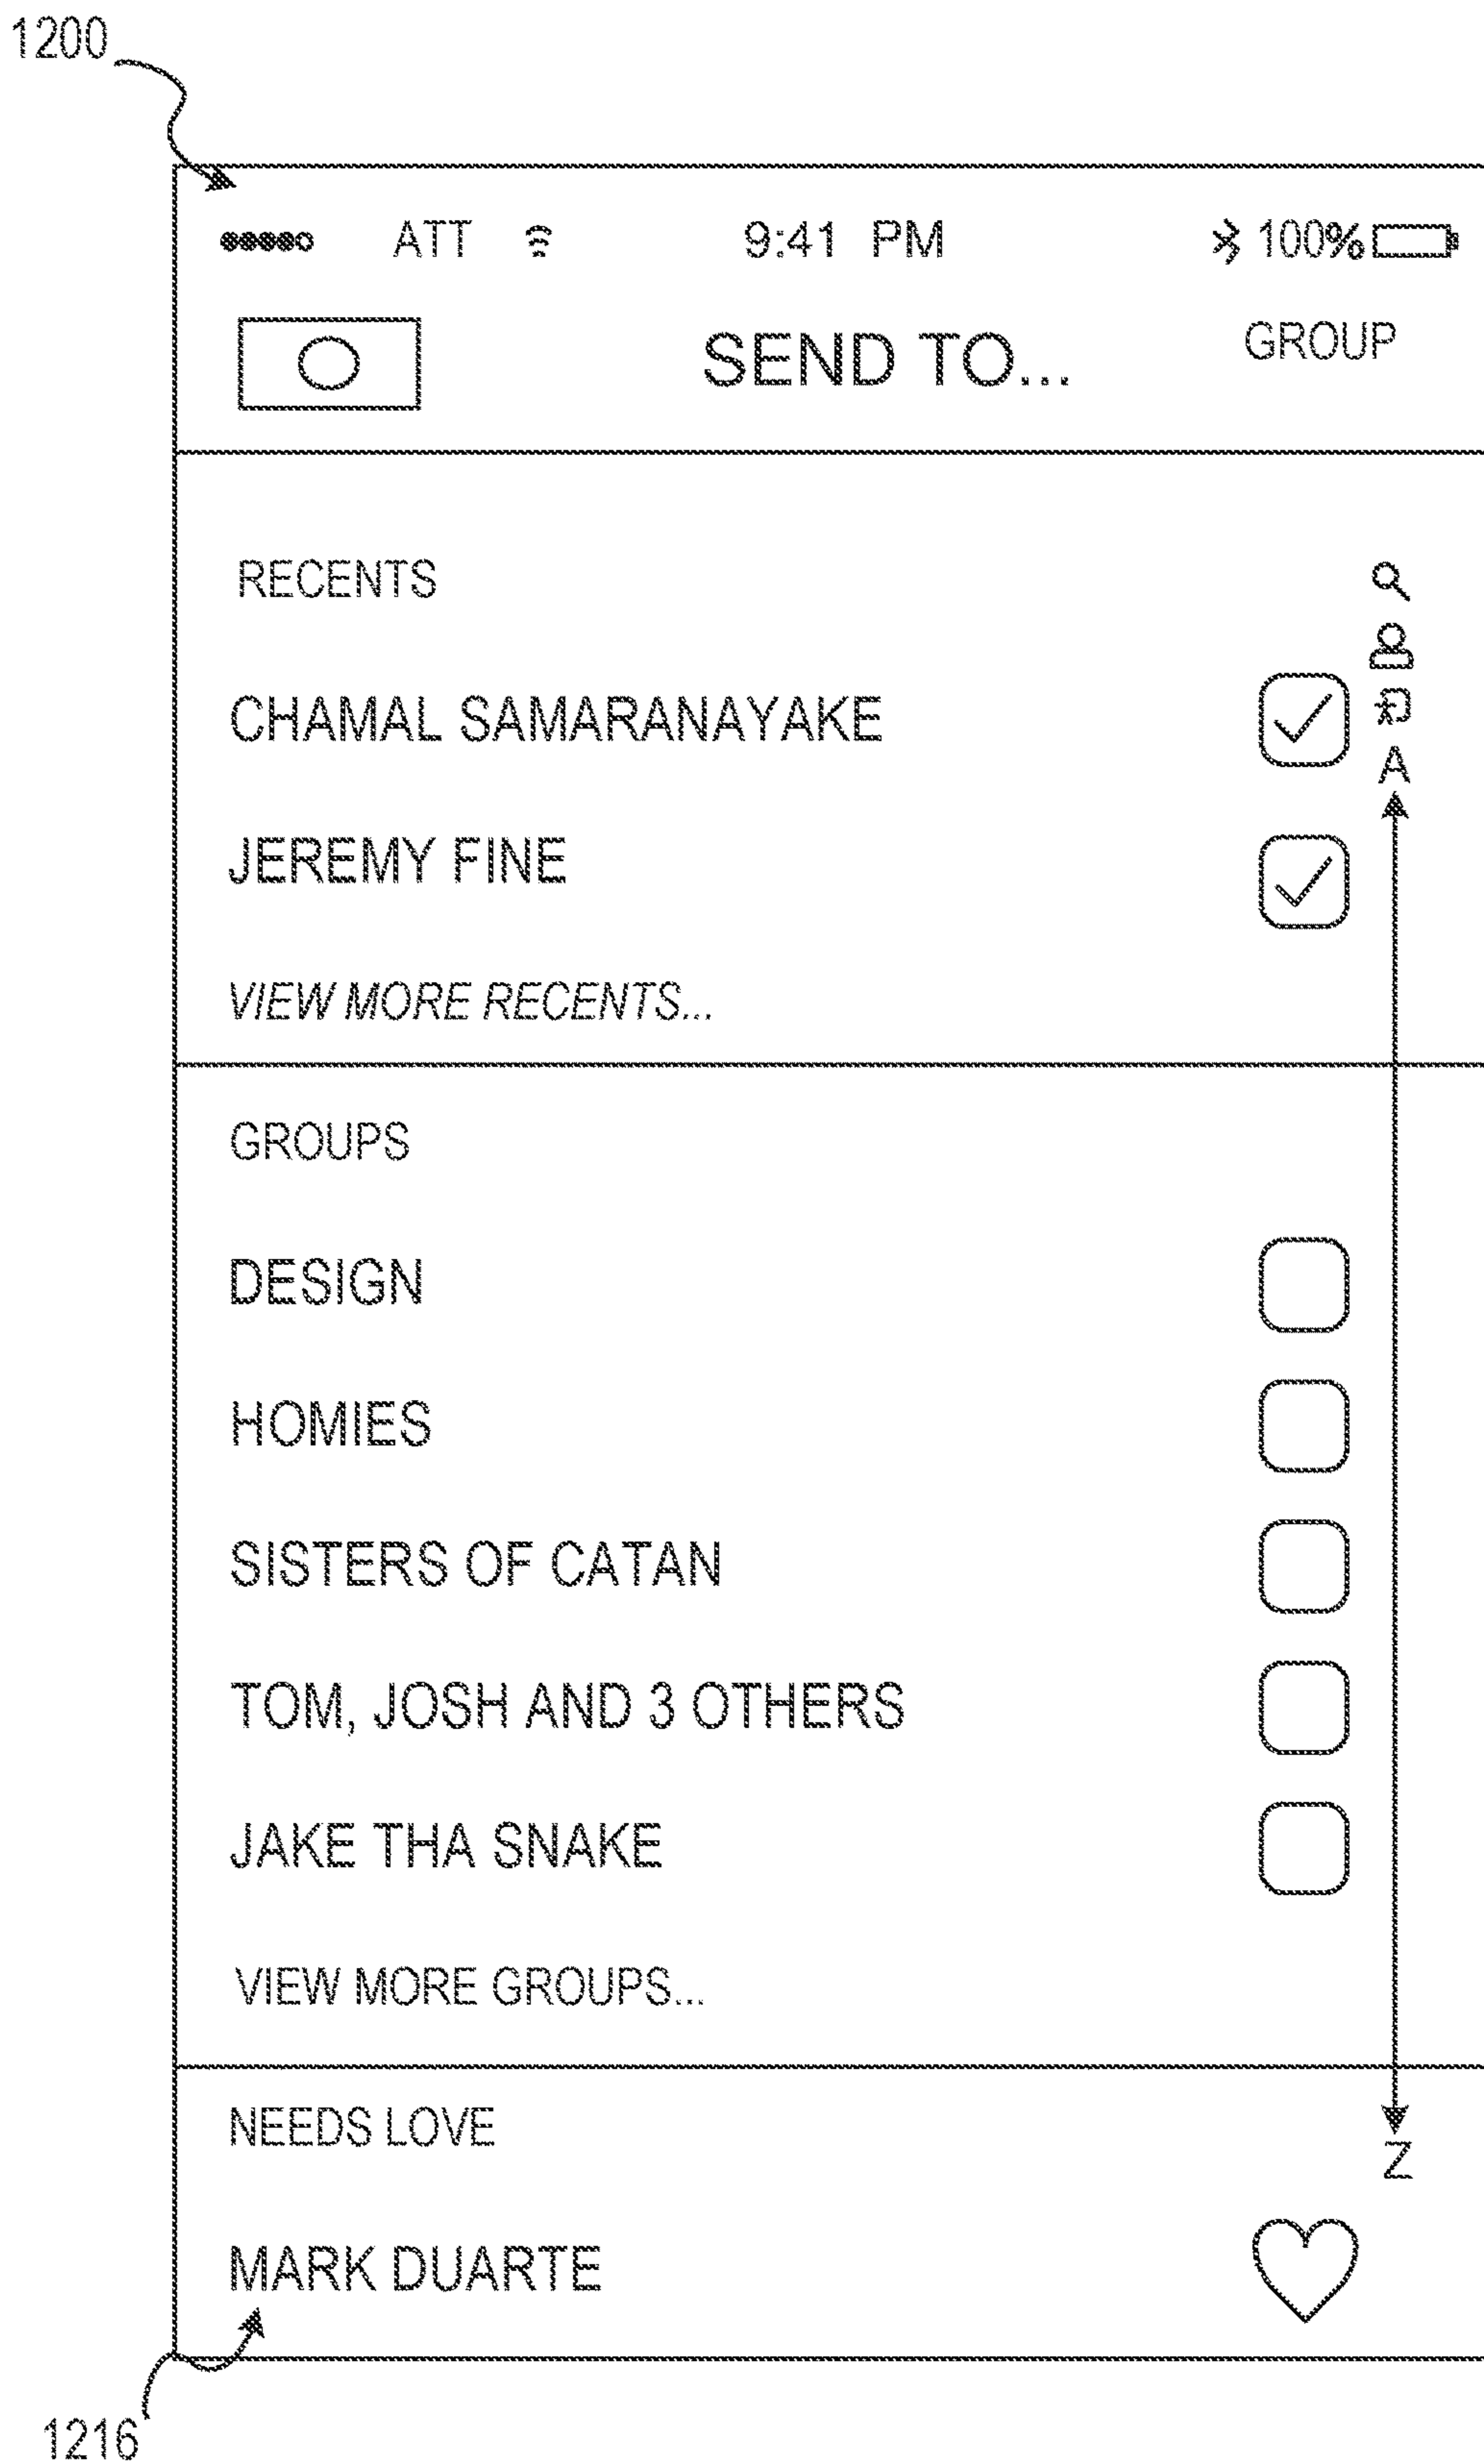 1200
ATT 9:41 PM 100%
SEND TO... GROUP
RECENTS
CHAMAL SAMARANAYAKE
A
JEREMY FINE
VIEW MORE RECENTS...
GROUPS
DESIGN
HOMIES
SISTERS OF CATAN
TOM, JOSH AND 3 OTHERS
JAKE THA SNAKE
VIEW MORE GROUPS...
NEEDS LOVE
Z
MARK DUARTE
1216